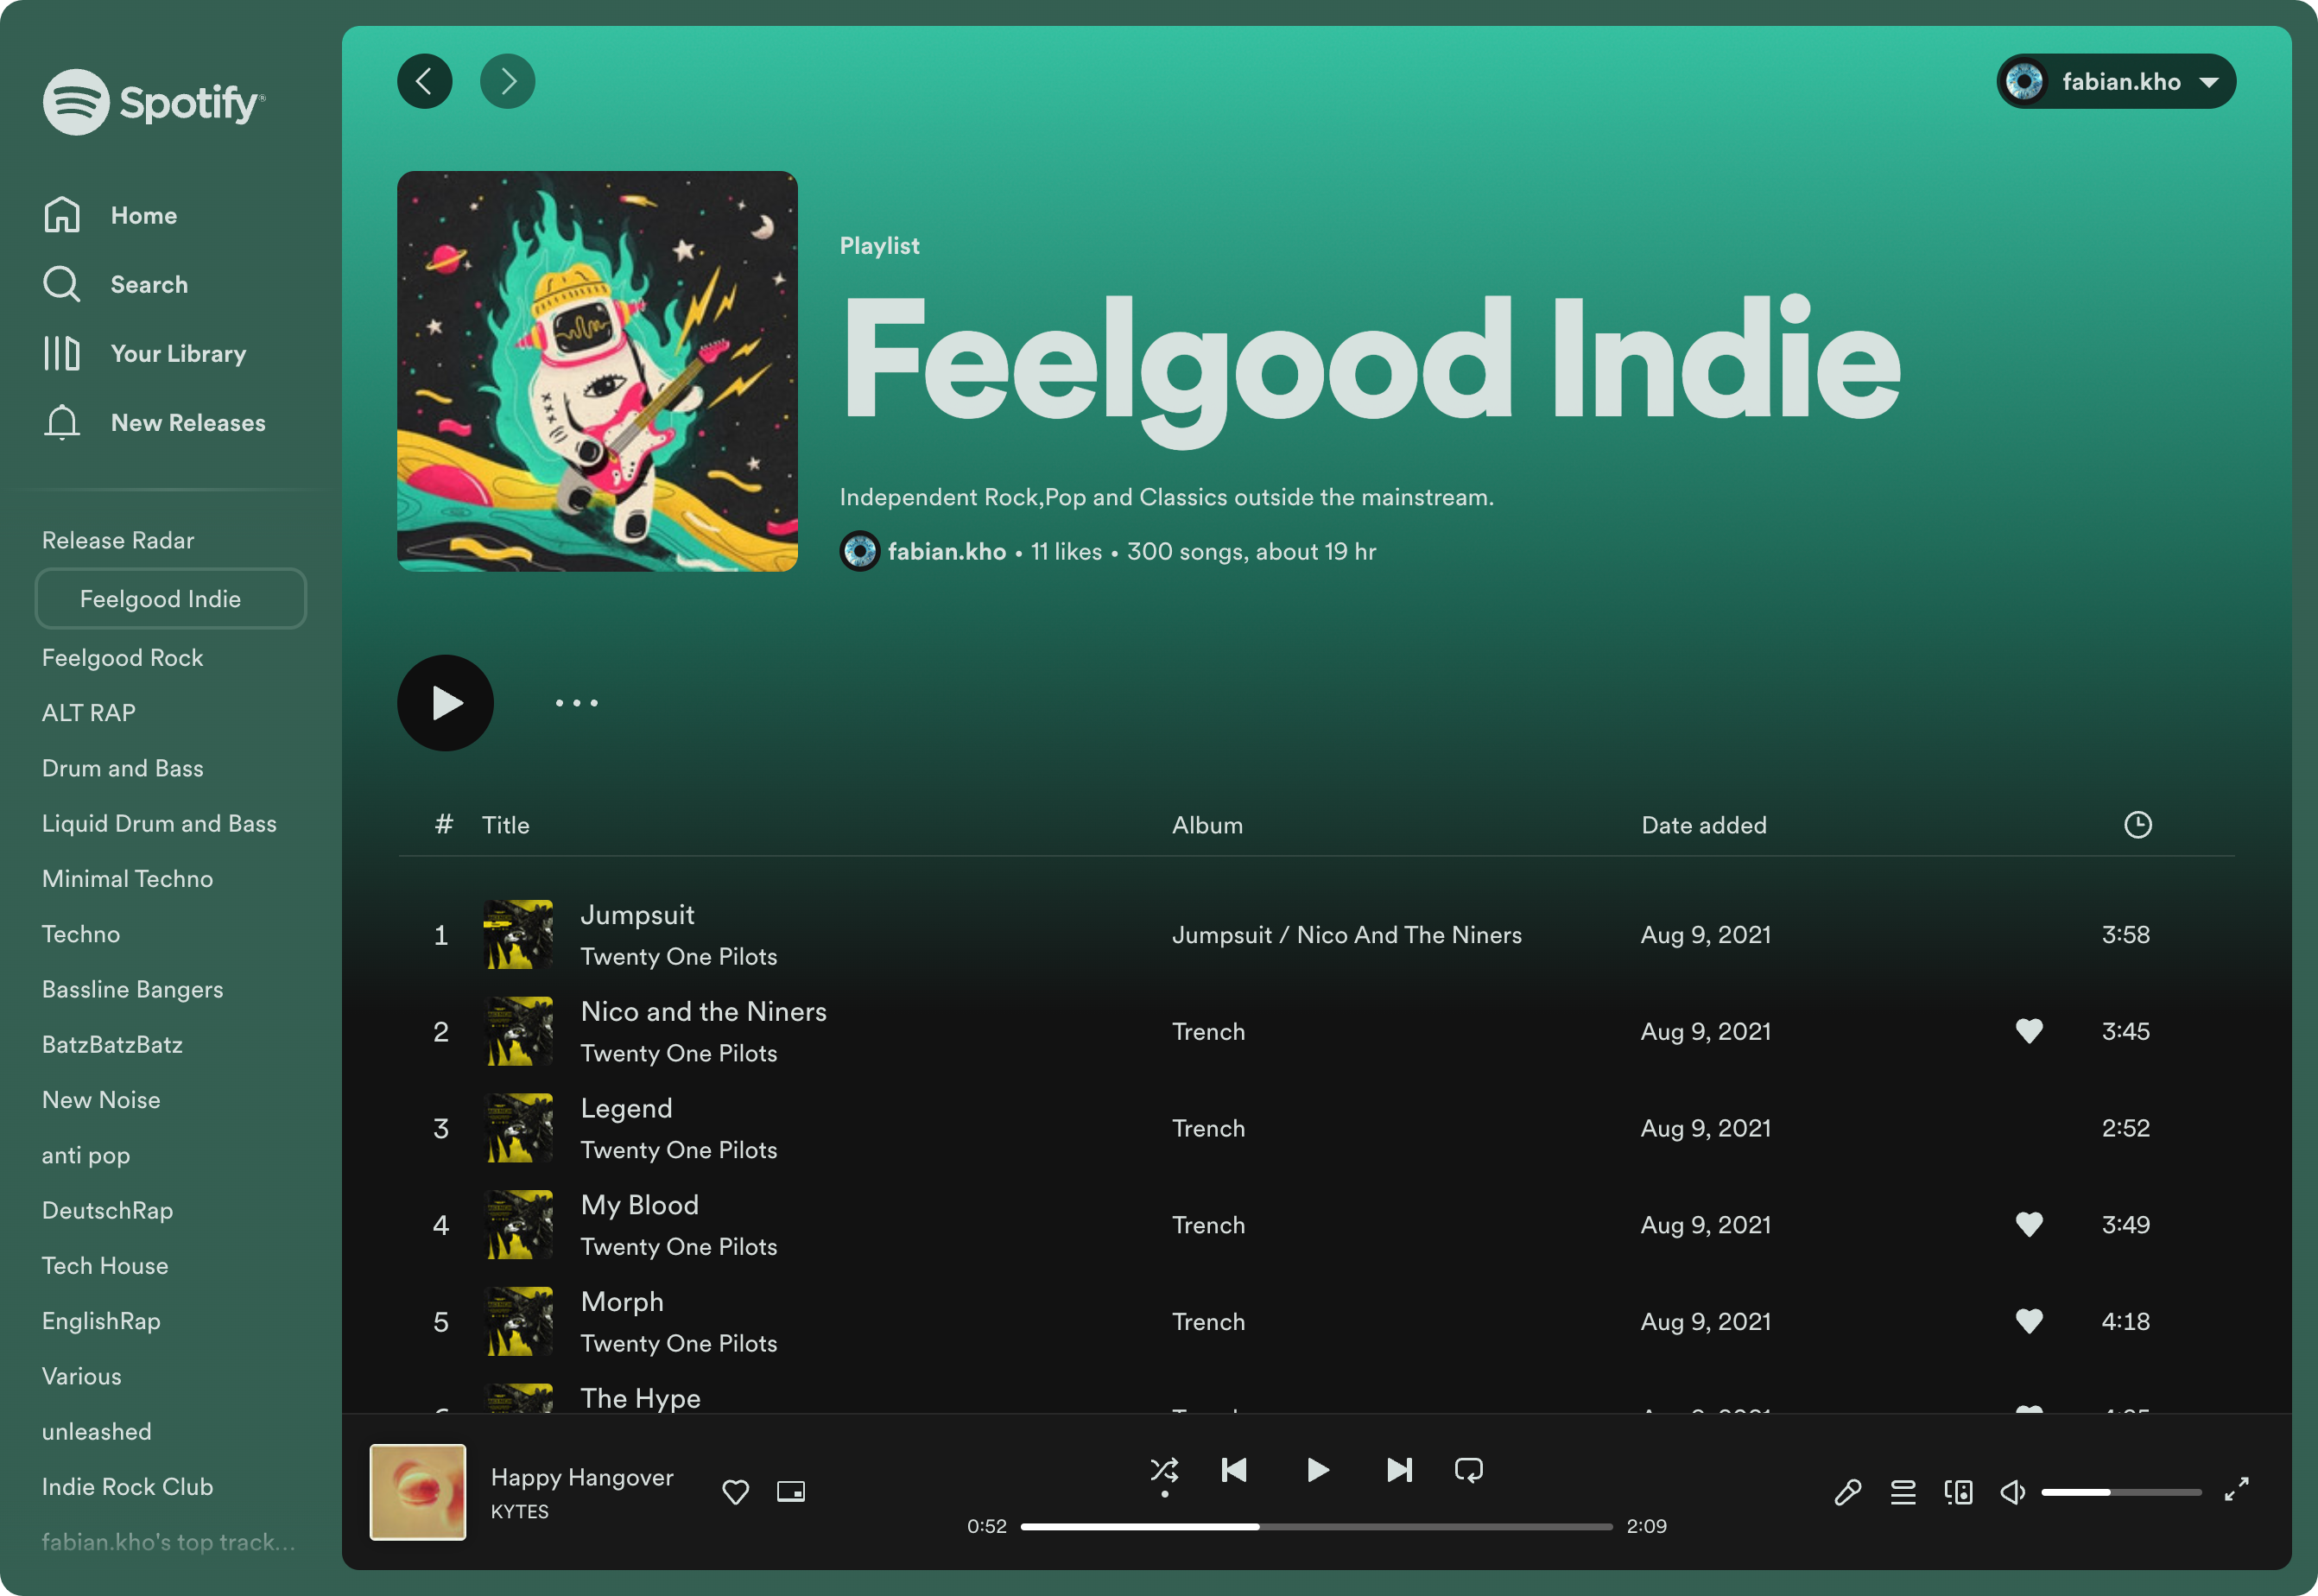 Spotify®
Home
Search
Your Library
New Releases
Release Radar
Feelgood Indie
Feelgood Rock
ALT RAP
Drum and Bass
Liquid Drum and Bass
Minimal Techno
Techno
Bassline Bangers
BatzBatzBatz
New Noise
anti pop
DeutschRap
Tech House
EnglishRap
Various
unleashed
Indie Rock Club
fabian.kho's top track...
fabian.kho
Playlist
Feelgood Indie
Independent Rock,Pop and Classics outside the mainstream.
fabian.kho • 11 likes • 300 songs, about 19 hr
# Title Album Date added
1 Jumpsuit Jumpsuit / Nico And The Niners Aug 9, 2021 3:58
Twenty One Pilots
2 Nico and the Niners Trench Aug 9, 2021 3:45
Twenty One Pilots
3 Legend Trench Aug 9, 2021 2:52
Twenty One Pilots
4 My Blood Trench Aug 9, 2021 3:49
Twenty One Pilots
5 Morph Trench Aug 9, 2021 4:18
Twenty One Pilots
The Hype
Happy Hangover
KYTES
0:52 2:09